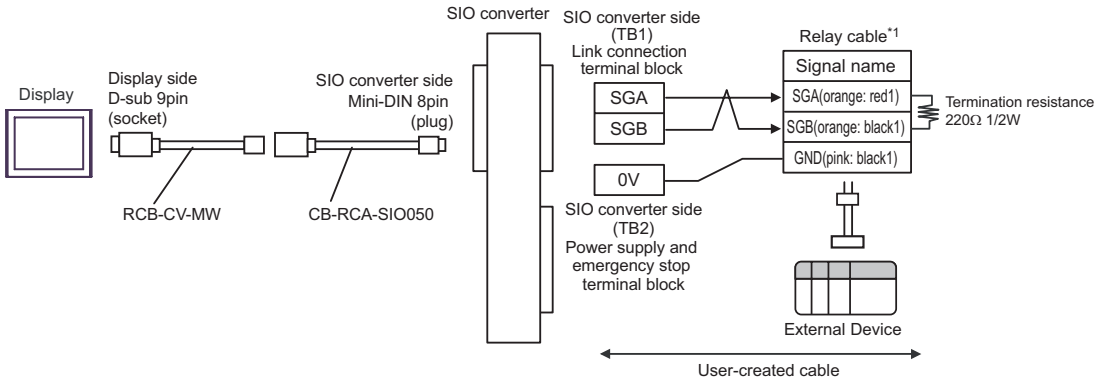 Display
Display side
D-sub 9pin
(socket)
RCB-CV-MW
SIO converter side
Mini-DIN 8pin
(plug)
CB-RCA-SIO050
SIO converter
SIO converter side
(TB1)
Link connection
terminal block
SGA
SGB
0V
SIO converter side
(TB2)
Power supply and
emergency stop
terminal block
Relay cable*1
Signal name
SGA(orange: red1)
SGB(orange: black1)
GND(pink: black1)
Termination resistance
220Ω 1/2W
External Device
User-created cable